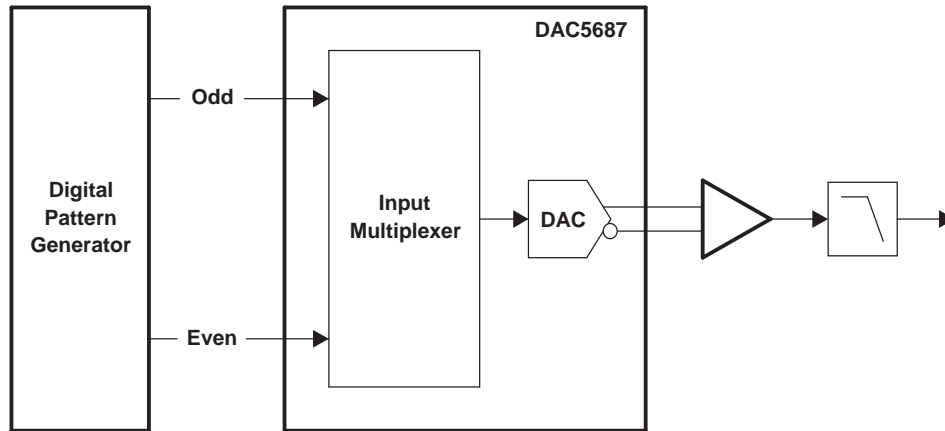 DAC5687
Odd
Digital
Pattern
Generator
Input
Multiplexer
DAC
Even